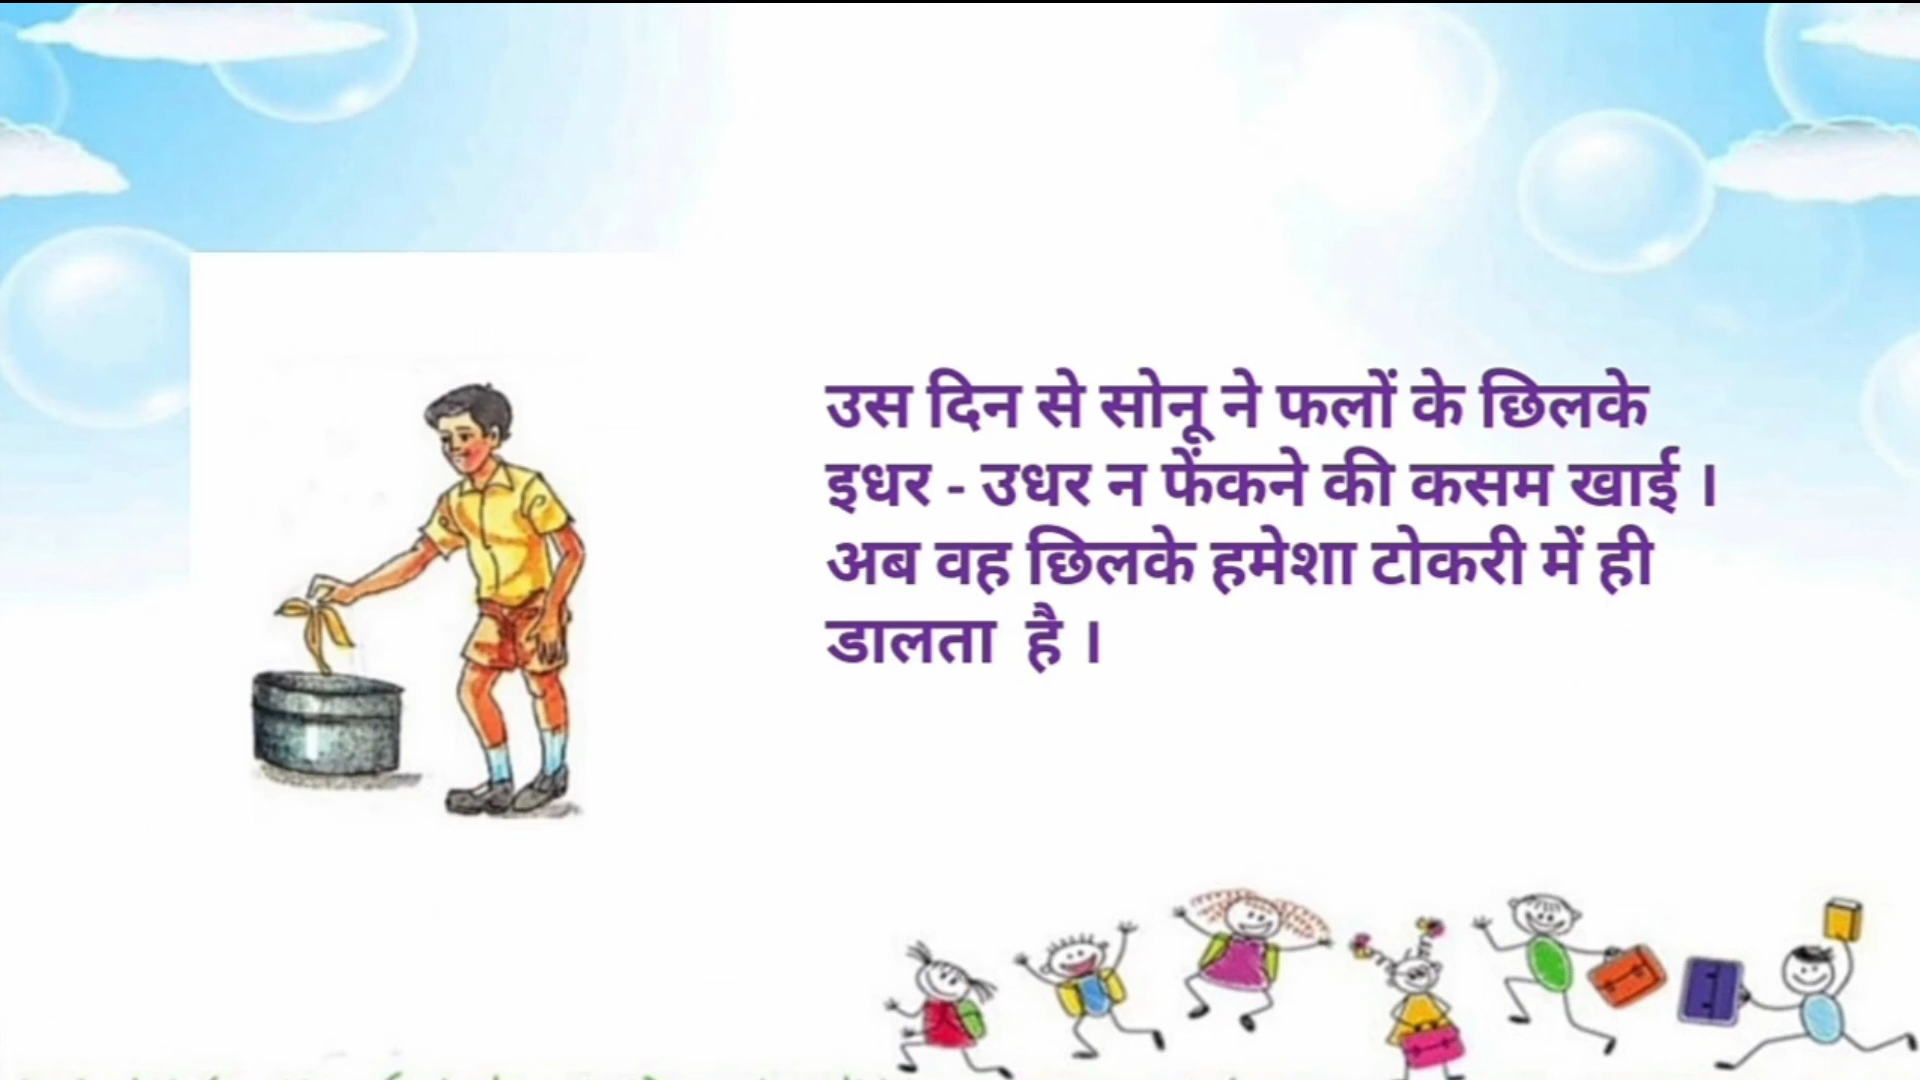 उस दिन से सोनू ने फलों के छिलके
इधर - उधर न फेंकने की कसम खाई ।
अब वह छिलके हमेशा टोकरी में ही
डालता है ।